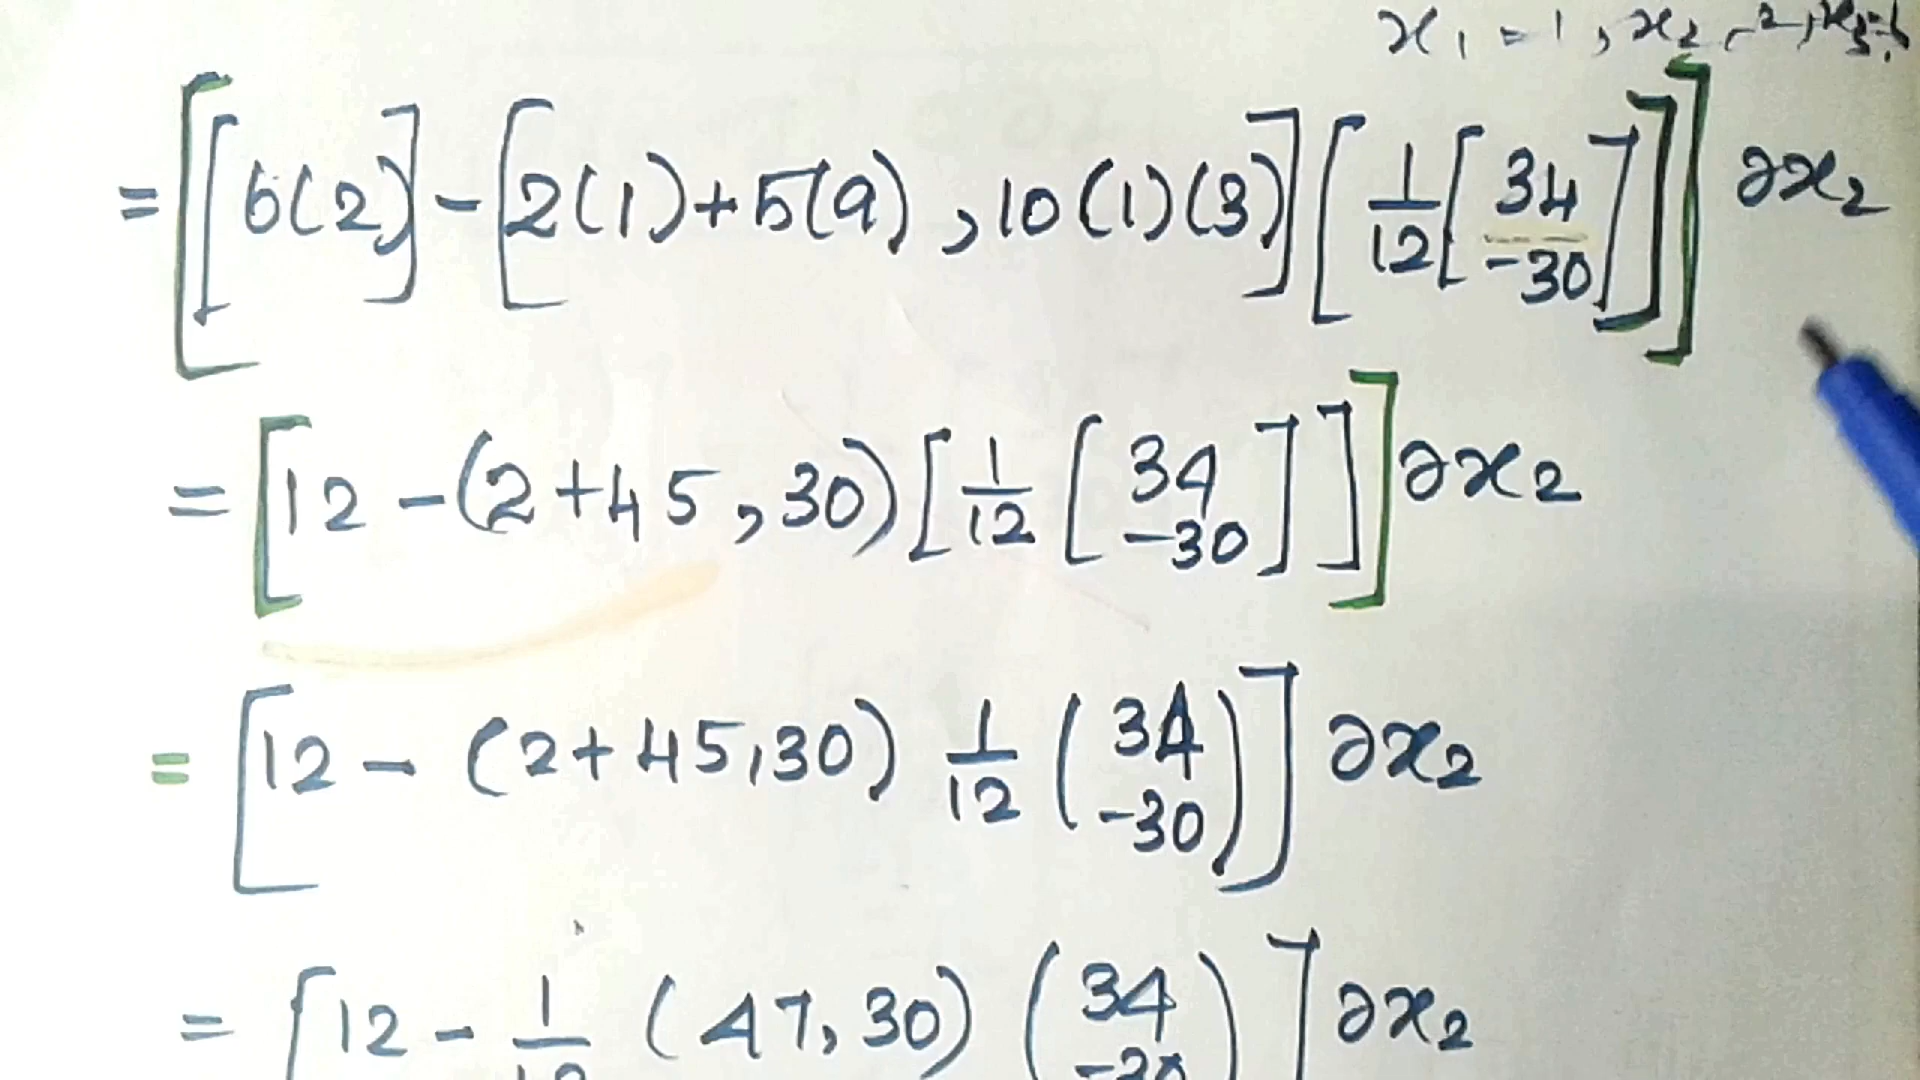 x₁ = 1, x₂ = 2, x₃
= [[6(2)] - [2(1)+5(9), 10(1)(3)] [1/12 [34 -30]]] ∂x₂
= [12 - (2+45, 30) [1/12 [34 -30]]] ∂x₂
= [12 - (2+45, 30) 1/12 (34 -30)] ∂x₂
= [12 - 1/12 (47, 30) (34 -30)] ∂x₂